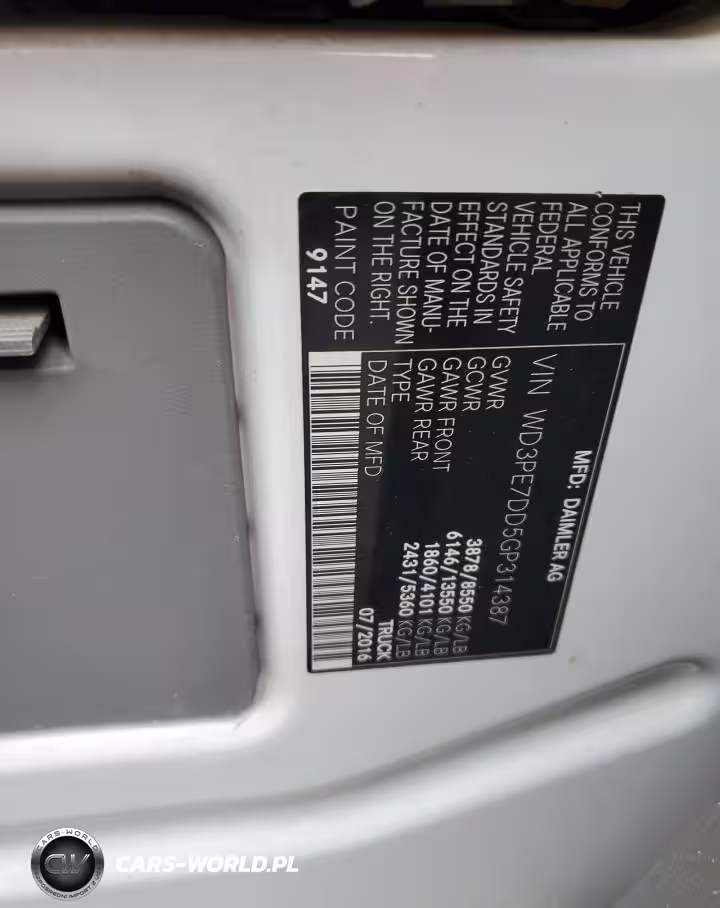 MFD: DAIMLER AG
VIN WD3PE7DD5GP314387
GVWR 3878/8550 KG/LB
GCWR 6146/13550 KG/LB
GAWR FRONT 1860/4101 KG/LB
GAWR REAR 2431/5360 KG/LB
TYPE TRUCK
DATE OF MFD 07/2016
THIS VEHICLE
CONFORMS TO
ALL APPLICABLE
FEDERAL
VEHICLE SAFETY
STANDARDS IN
EFFECT ON THE
DATE OF MANU-
FACTURE SHOWN
ON THE RIGHT.
PAINT CODE
9147
CARS-WORLD
CW
CARS-WORLD.PL